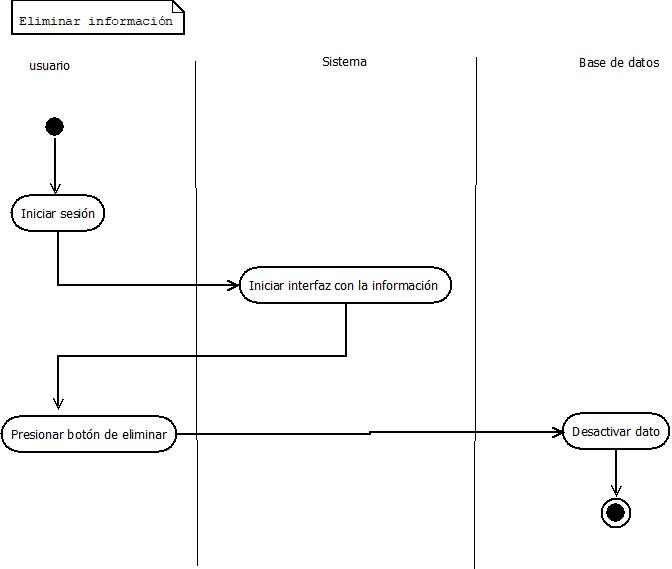 Eliminar información
usuario
Sistema
Base de datos
Iniciar sesión
Iniciar interfaz con la información
Presionar botón de eliminar
Desactivar dato